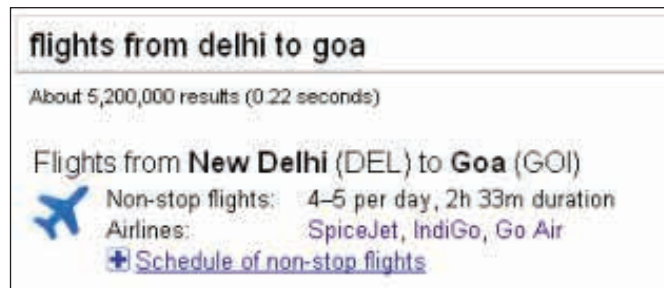 flights from delhi to goa
About 5,200,000 results (0.22 seconds)
Flights from New Delhi (DEL) to Goa (GOI)
Non-stop flights: 4–5 per day, 2h 33m duration
Airlines: SpiceJet, IndiGo, Go Air
Schedule of non-stop flights